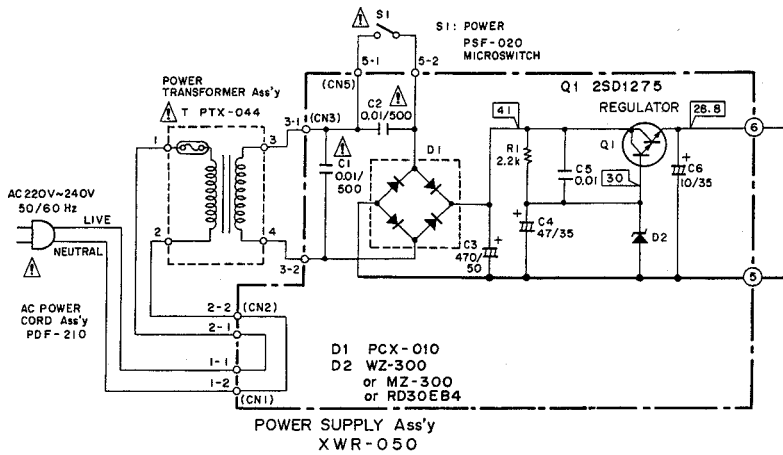 S1
S1: POWER
PSF-020
MICROSWITCH
5-1
5-2
(CN5)
POWER
TRANSFORMER Ass'y
T PTX-044
3-1
(CN3)
C2
0.01/500
Q1 2SD1275
REGULATOR
41
28.8
6
1
3
C1
0.01/
500
D1
R1
2.2k
C5
0.01
Q1
30
C6
10/35
AC220V~240V
50/60 Hz
LIVE
NEUTRAL
2
4
3-2
C3
470/
50
C4
47/35
D2
5
AC POWER
CORD Ass'y
PDF-210
2-2
(CN2)
2-1
1-1
1-2
(CN1)
D1 PCX-010
D2 WZ-300
or MZ-300
or RD30EB4
POWER SUPPLY Ass'y
XWR-050